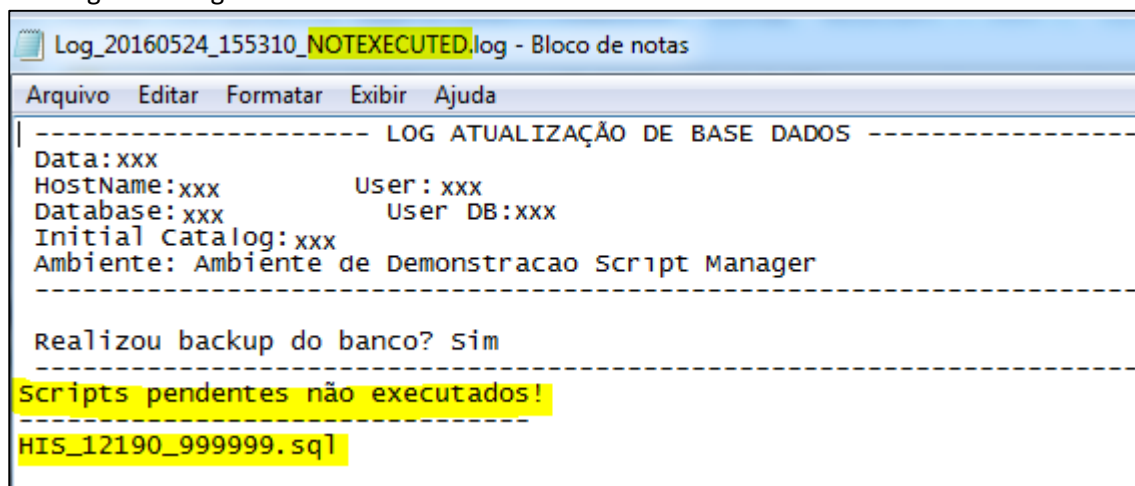 Log_20160524_155310_NOTEXECUTED.log - Bloco de notas
Arquivo Editar Formatar Exibir Ajuda
--------------------- LOG ATUALIZAÇÃO DE BASE DADOS -----------------
Data:xxx
HostName:xxx User: xxx
Database:xxx User DB:xxx
Initial Catalog:xxx
Ambiente: Ambiente de Demonstracao Script Manager
---------------------------------------------------------------------
Realizou backup do banco? Sim
---------------------------------------------------------------------
Scripts pendentes não executados!
--------------------------------
HIS_12190_999999.sql